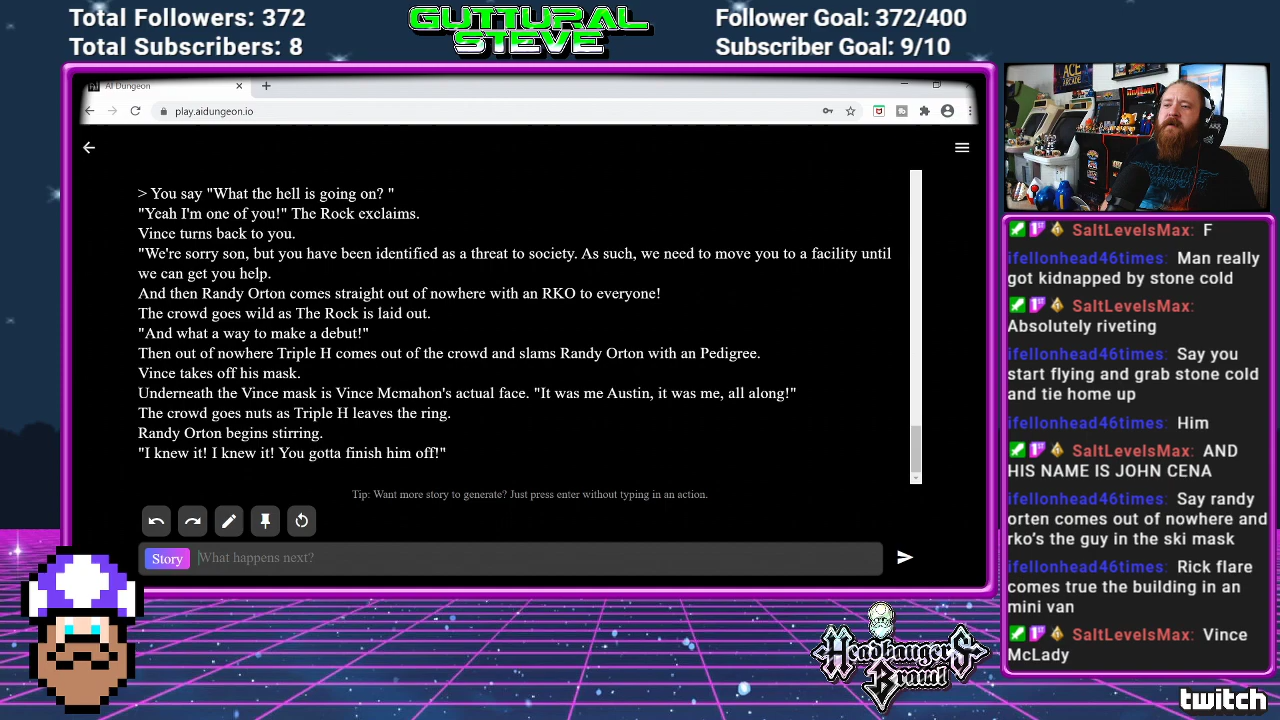 Total Followers: 372
Total Subscribers: 8
GUTTURAL
STEVE
Follower Goal: 372/400
Subscriber Goal: 9/10
AI Dungeon
play.aidungeon.io
> You say "What the hell is going on? "
"Yeah I'm one of you!" The Rock exclaims.
Vince turns back to you.
"We're sorry son, but you have been identified as a threat to society. As such, we need to move you to a facility until
we can get you help.
And then Randy Orton comes straight out of nowhere with an RKO to everyone!
The crowd goes wild as The Rock is laid out.
"And what a way to make a debut!"
Then out of nowhere Triple H comes out of the crowd and slams Randy Orton with an Pedigree.
Vince takes off his mask.
Underneath the Vince mask is Vince Mcmahon's actual face. "It was me Austin, it was me, all along!"
The crowd goes nuts as Triple H leaves the ring.
Randy Orton begins stirring.
"I knew it! I knew it! You gotta finish him off!"
Tip: Want more story to generate? Just press enter without typing in an action.
Story
What happens next?
ACE
ARCADE
SaltLevelsMax: F
ifellonhead46times: Man really
got kidnapped by stone cold
SaltLevelsMax:
Absolutely riveting
ifellonhead46times: Say you
start flying and grab stone cold
and tie home up
ifellonhead46times: Him
SaltLevelsMax: AND
HIS NAME IS JOHN CENA
ifellonhead46times: Say randy
orten comes out of nowhere and
rko's the guy in the ski mask
ifellonhead46times: Rick flare
comes true the building in an
mini van
SaltLevelsMax: Vince
McLady
Headbangers
Brawl
twitch